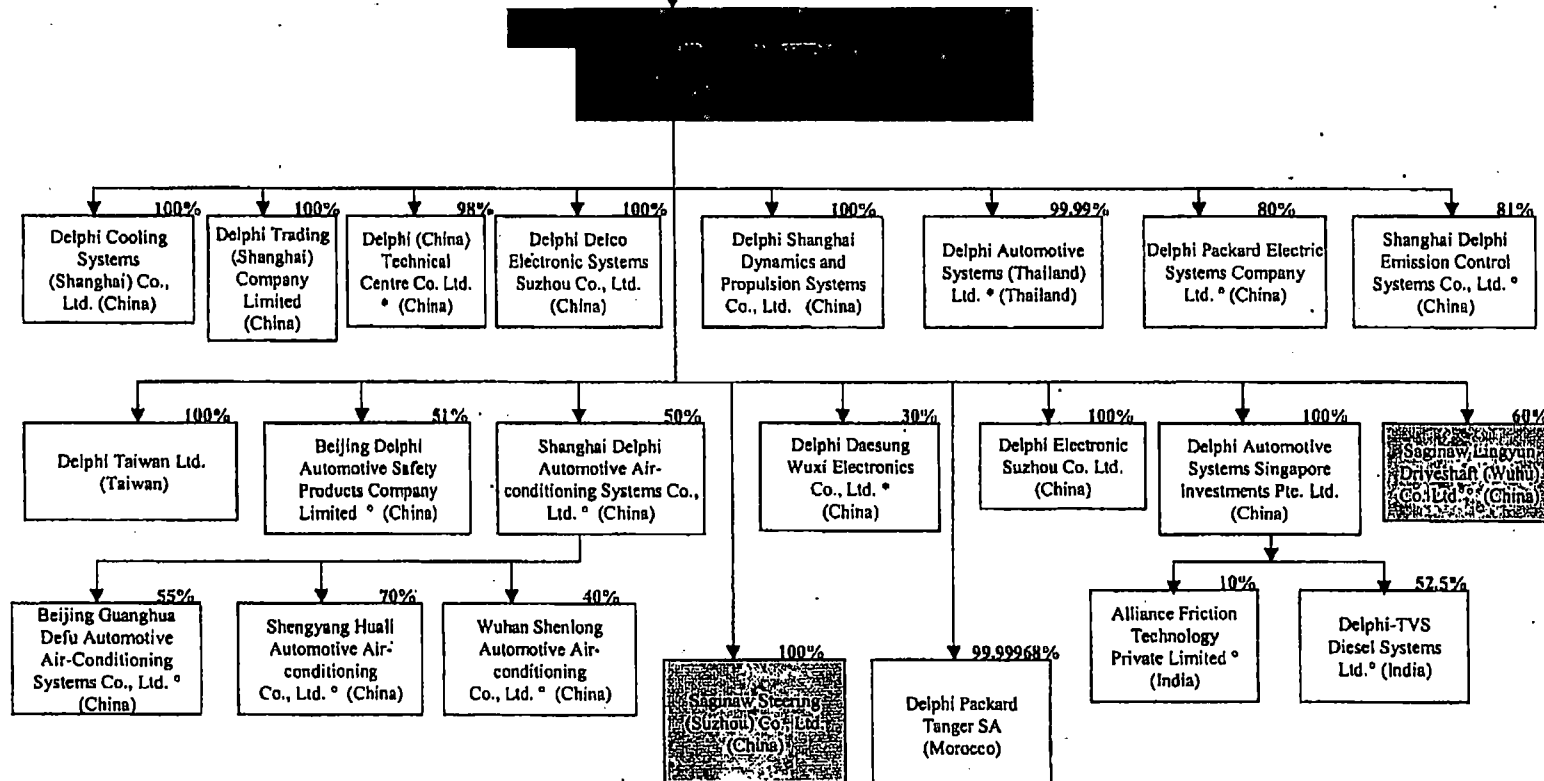 100%
Delphi Cooling
Systems
(Shanghai) Co.,
Ltd. (China)
100%
Delphi Trading
(Shanghai)
Company
Limited
(China)
98%
Delphi (China)
Technical
Centre Co. Ltd.
* (China)
100%
Delphi Delco
Electronic Systems
Suzhou Co., Ltd.
(China)
100%
Delphi Shanghai
Dynamics and
Propulsion Systems
Co., Ltd. (China)
99.99%
Delphi Automotive
Systems (Thailand)
Ltd. * (Thailand)
80%
Delphi Packard Electric
Systems Company
Ltd. ° (China)
81%
Shanghai Delphi
Emission Control
Systems Co., Ltd. °
(China)
100%
Delphi Taiwan Ltd.
(Taiwan)
51%
Beijing Delphi
Automotive Safety
Products Company
Limited ° (China)
50%
Shanghai Delphi
Automotive Air-
conditioning Systems Co.,
Ltd. ° (China)
30%
Delphi Daesung
Wuxi Electronics
Co., Ltd. *
(China)
100%
Delphi Electronic
Suzhou Co. Ltd.
(China)
100%
Delphi Automotive
Systems Singapore
Investments Pte. Ltd.
(China)
60%
Saginaw Lingyun
Driveshaft (Wuhu)
Co. Ltd. ° (China)
55%
Beijing Guanghua
Defu Automotive
Air-Conditioning
Systems Co., Ltd. °
(China)
70%
Shengyang Huali
Automotive Air-
conditioning
Co., Ltd. ° (China)
40%
Wuhan Shenlong
Automotive Air-
conditioning
Co., Ltd. ° (China)
100%
Saginaw Steering
(Suzhou) Co., Ltd.
(China)
99.99968%
Delphi Packard
Tanger SA
(Morocco)
10%
Alliance Friction
Technology
Private Limited °
(India)
52.5%
Delphi-TVS
Diesel Systems
Ltd.° (India)